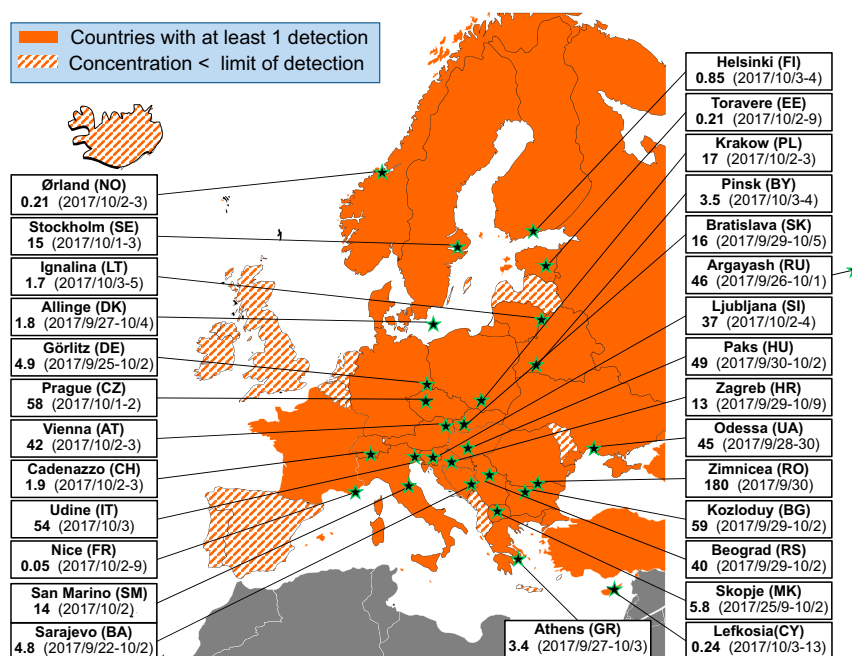 Countries with at least 1 detection
Concentration < limit of detection
Ørland (NO)
0.21 (2017/10/2-3)
Stockholm (SE)
15 (2017/10/1-3)
Ignalina (LT)
1.7 (2017/10/3-5)
Allinge (DK)
1.8 (2017/9/27-10/4)
Görlitz (DE)
4.9 (2017/9/25-10/2)
Prague (CZ)
58 (2017/10/1-2)
Vienna (AT)
42 (2017/10/2-3)
Cadenazzo (CH)
1.9 (2017/10/2-3)
Udine (IT)
54 (2017/10/3)
Nice (FR)
0.05 (2017/10/2-9)
San Marino (SM)
14 (2017/10/2)
Sarajevo (BA)
4.8 (2017/9/22-10/2)
Helsinki (FI)
0.85 (2017/10/3-4)
Toravere (EE)
0.21 (2017/10/2-9)
Krakow (PL)
17 (2017/10/2-3)
Pinsk (BY)
3.5 (2017/10/3-4)
Bratislava (SK)
16 (2017/9/29-10/5)
Argayash (RU)
46 (2017/9/26-10/1)
Ljubljana (SI)
37 (2017/10/2-4)
Paks (HU)
49 (2017/9/30-10/2)
Zagreb (HR)
13 (2017/9/29-10/9)
Odessa (UA)
45 (2017/9/28-30)
Zimnicea (RO)
180 (2017/9/30)
Kozloduy (BG)
59 (2017/9/29-10/2)
Beograd (RS)
40 (2017/9/29-10/2)
Skopje (MK)
5.8 (2017/25/9-10/2)
Lefkosia(CY)
0.24 (2017/10/3-13)
Athens (GR)
3.4 (2017/9/27-10/3)